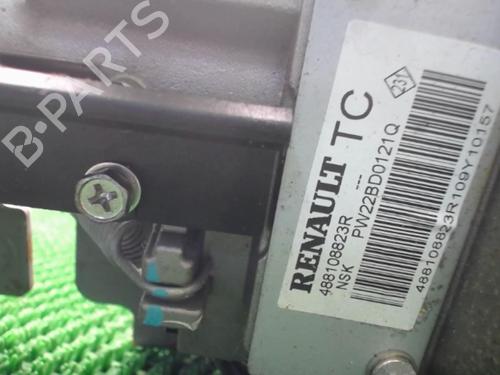 B-PARTS
RENAULT TC
488108823R ---
NSK PW22BD0121Q
231
488108823R109Y10157